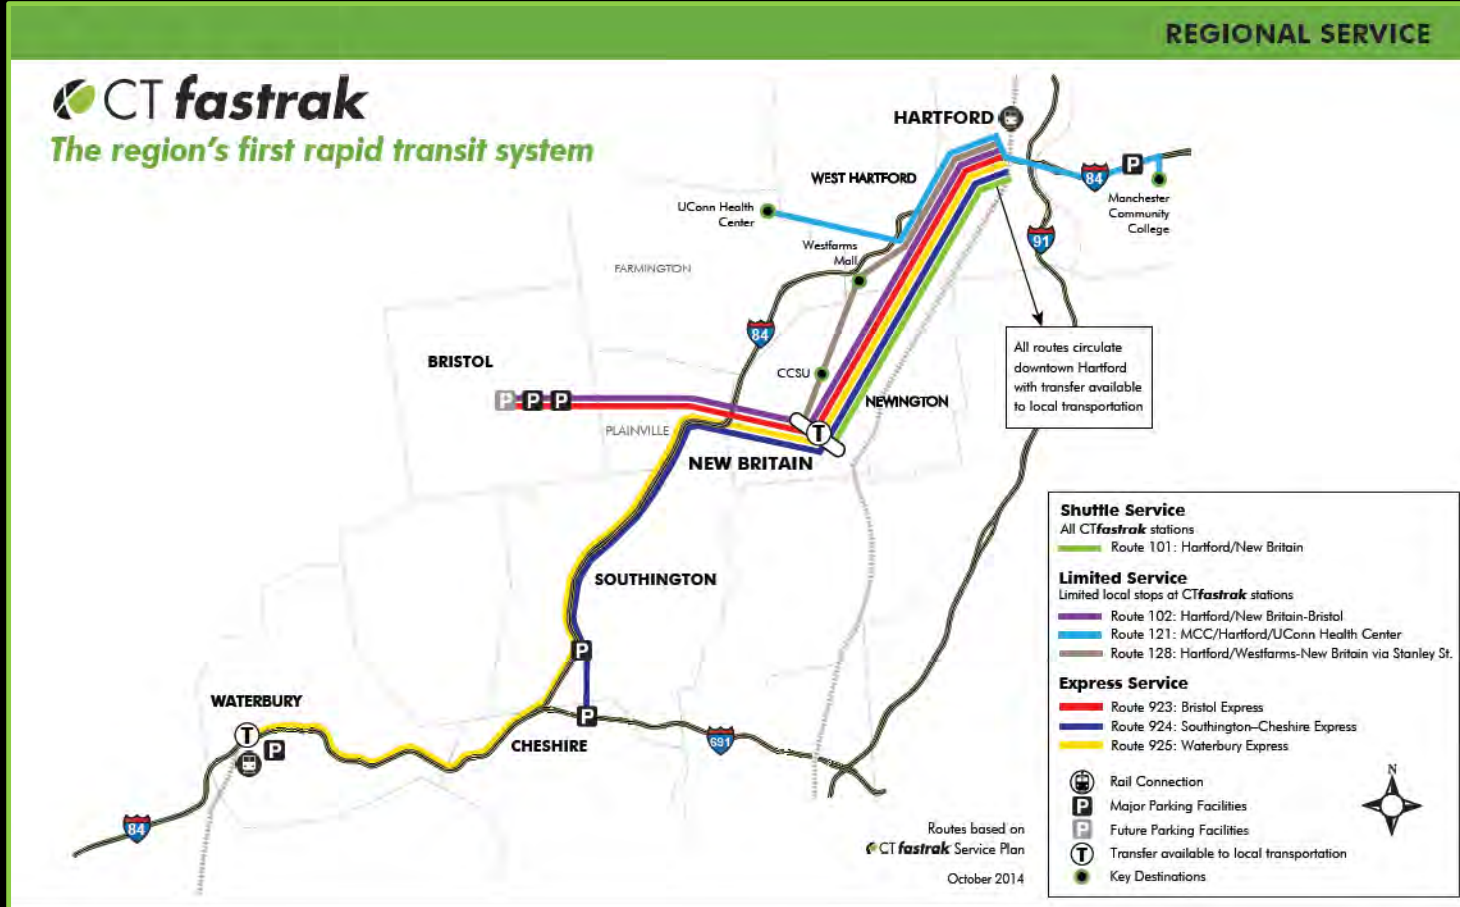 REGIONAL SERVICE
CTfastrak
The region's first rapid transit system
HARTFORD
WEST HARTFORD
84
P
Manchester
Community
College
UConn Health
Center
91
Westfarms
Mall
FARMINGTON
84
All routes circulate
downtown Hartford
with transfer available
to local transportation
BRISTOL
CCSU
P P P
NEWINGTON
PLAINVILLE
T
NEW BRITAIN
SOUTHINGTON
P
WATERBURY
P
T
P
CHESHIRE
691
84
Shuttle Service
All CTfastrak stations
Route 101: Hartford/New Britain
Limited Service
Limited local stops at CTfastrak stations
Route 102: Hartford/New Britain-Bristol
Route 121: MCC/Hartford/UConn Health Center
Route 128: Hartford/Westfarms-New Britain via Stanley St.
Express Service
Route 923: Bristol Express
Route 924: Southington–Cheshire Express
Route 925: Waterbury Express
Rail Connection
P Major Parking Facilities
P Future Parking Facilities
T Transfer available to local transportation
Key Destinations
N
Routes based on
CTfastrak Service Plan
October 2014